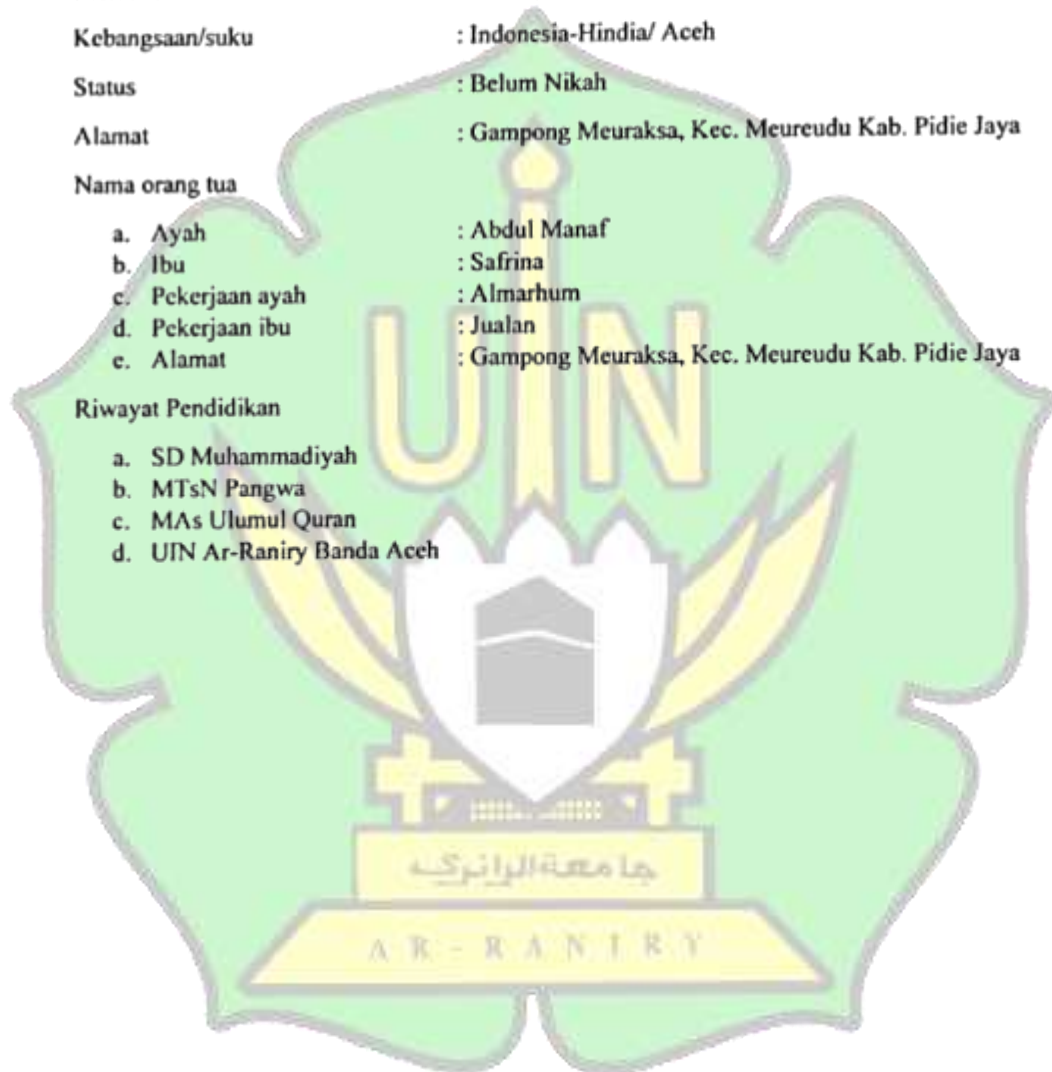 Kebangsaan/suku : Indonesia-Hindia/ Aceh
Status : Belum Nikah
Alamat : Gampong Meuraksa, Kec. Meureudu Kab. Pidie Jaya
Nama orang tua
a. Ayah : Abdul Manaf
b. Ibu : Safrina
c. Pekerjaan ayah : Almarhum
d. Pekerjaan ibu : Jualan
e. Alamat : Gampong Meuraksa, Kec. Meureudu Kab. Pidie Jaya
Riwayat Pendidikan
a. SD Muhammadiyah
b. MTsN Pangwa
c. MAs Ulumul Quran
d. UIN Ar-Raniry Banda Aceh
UIN
جامعة الرانركي
AR-RANIRY